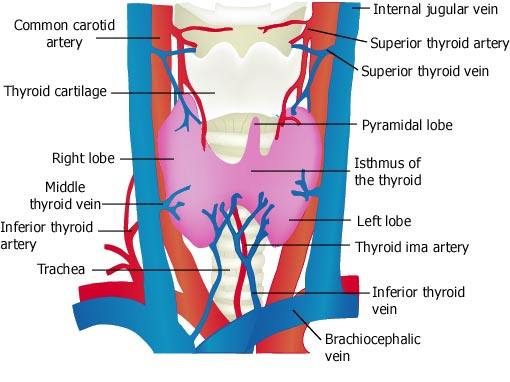 Internal jugular vein
Common carotid
artery
Superior thyroid artery
Superior thyroid vein
Thyroid cartilage
Pyramidal lobe
Right lobe
Isthmus of
the thyroid
Middle
thyroid vein
Left lobe
Inferior thyroid
artery
Thyroid ima artery
Trachea
Inferior thyroid
vein
Brachiocephalic
vein